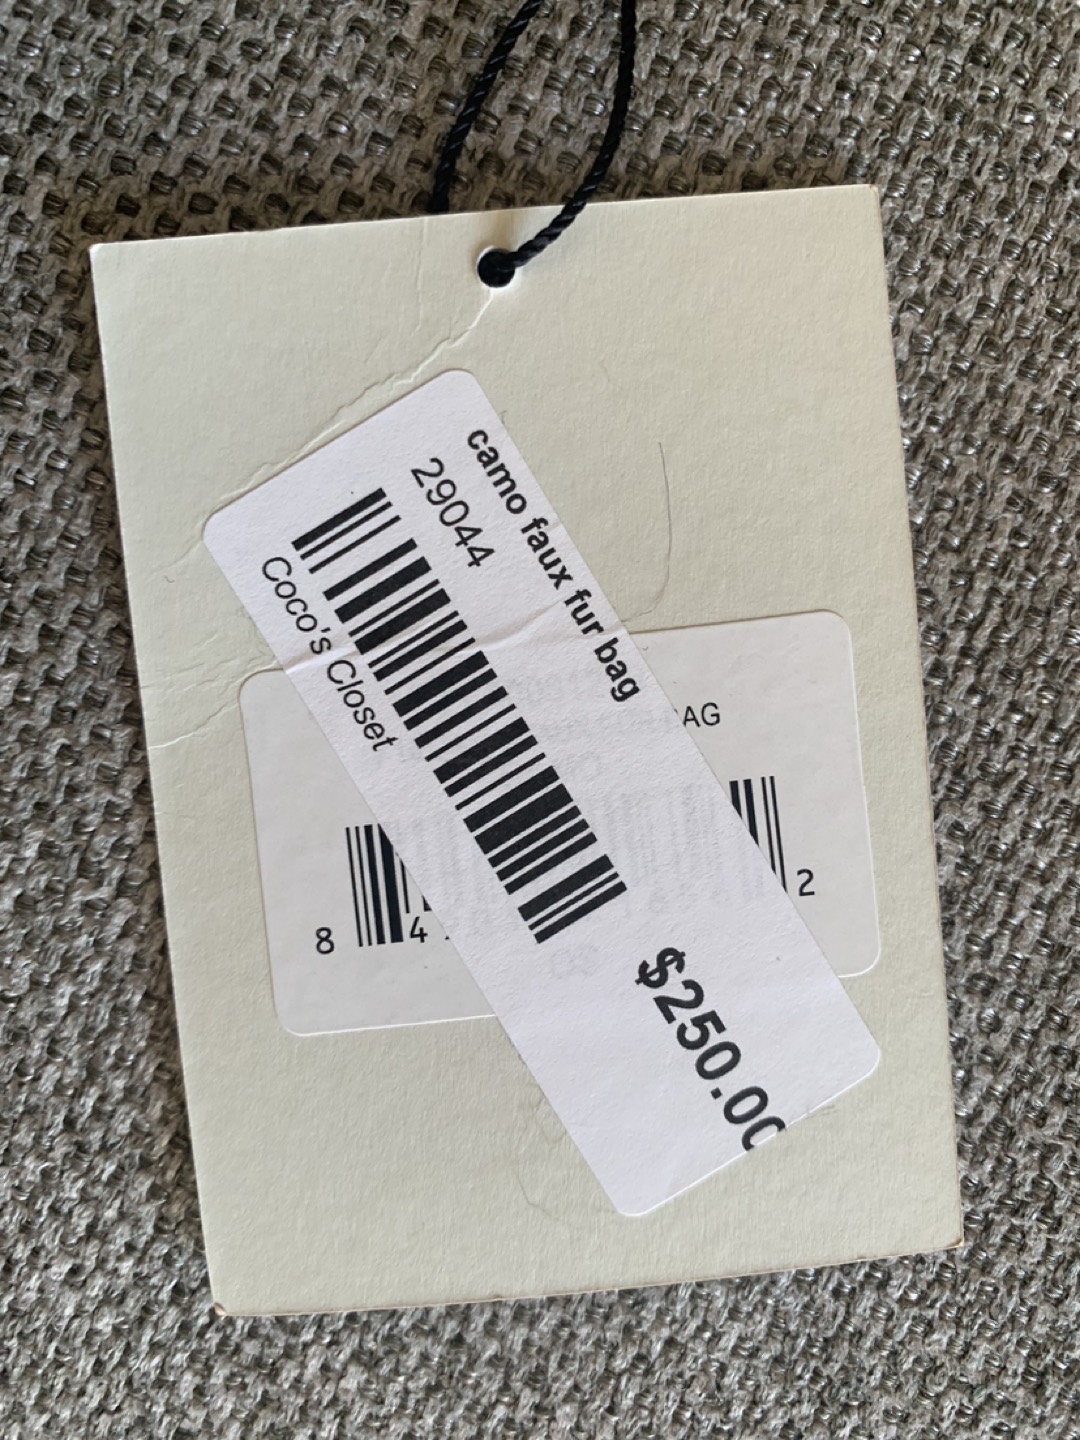 camo faux fur bag
29044
Coco's Closet
$250.00
AG
8 4 2